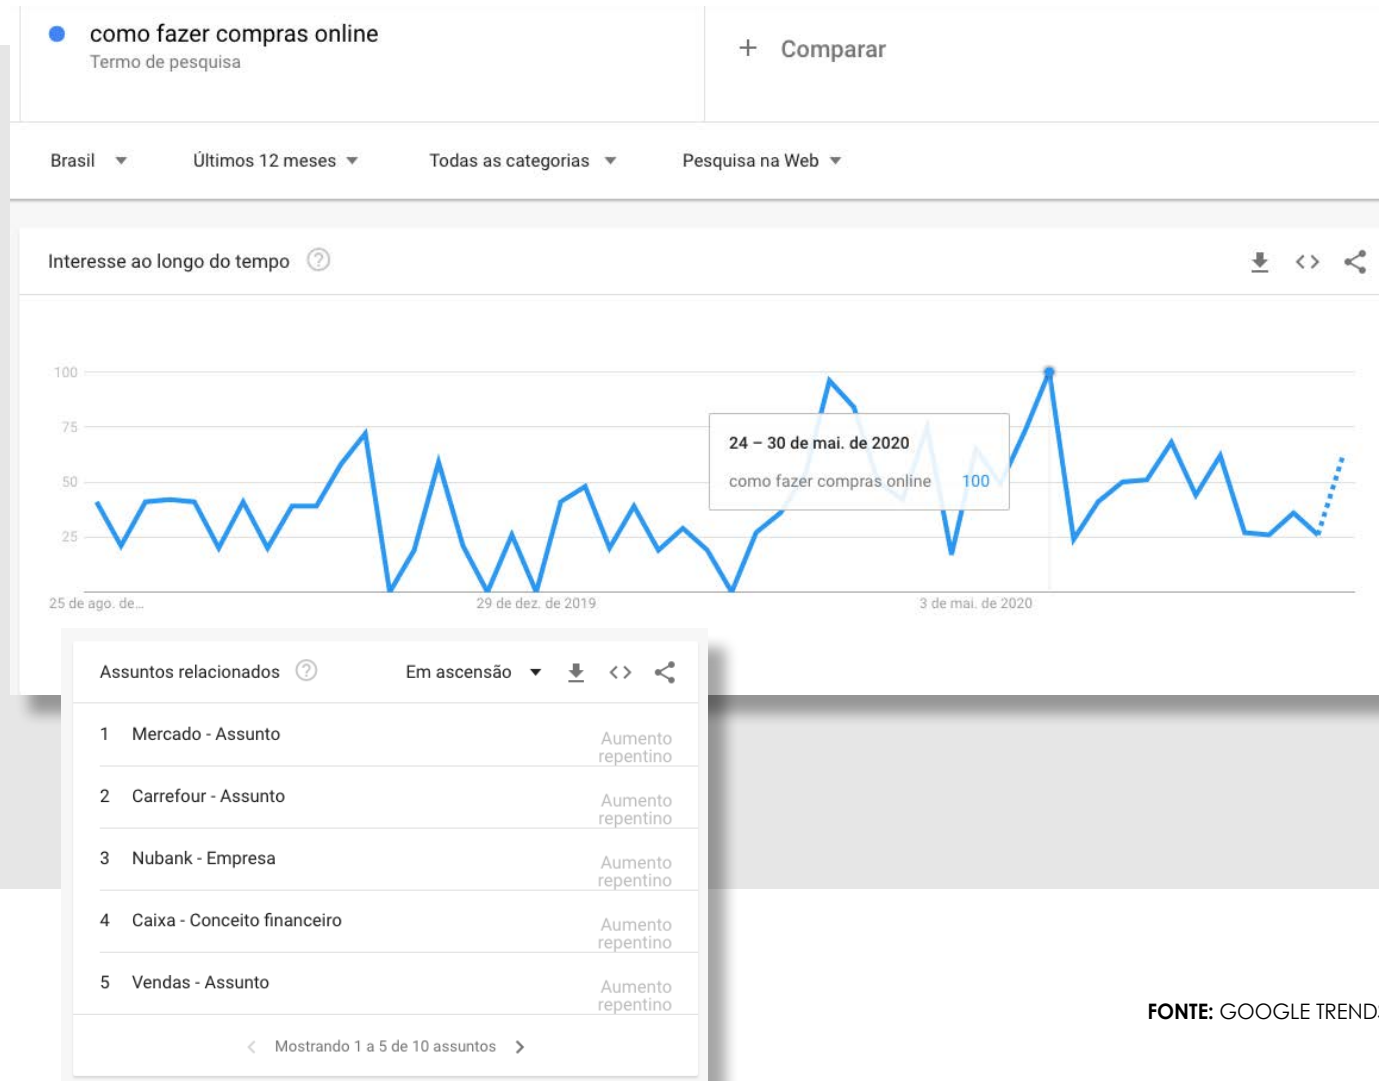 como fazer compras online
Termo de pesquisa
+ Comparar
Brasil
Últimos 12 meses
Todas as categorias
Pesquisa na Web
Interesse ao longo do tempo
100
75
50
25
24 – 30 de mai. de 2020
como fazer compras online 100
25 de ago. de...
29 de dez. de 2019
3 de mai. de 2020
Assuntos relacionados
Em ascensão
1 Mercado - Assunto
Aumento
repentino
2 Carrefour - Assunto
Aumento
repentino
3 Nubank - Empresa
Aumento
repentino
4 Caixa - Conceito financeiro
Aumento
repentino
5 Vendas - Assunto
Aumento
repentino
Mostrando 1 a 5 de 10 assuntos
FONTE: GOOGLE TRENDS